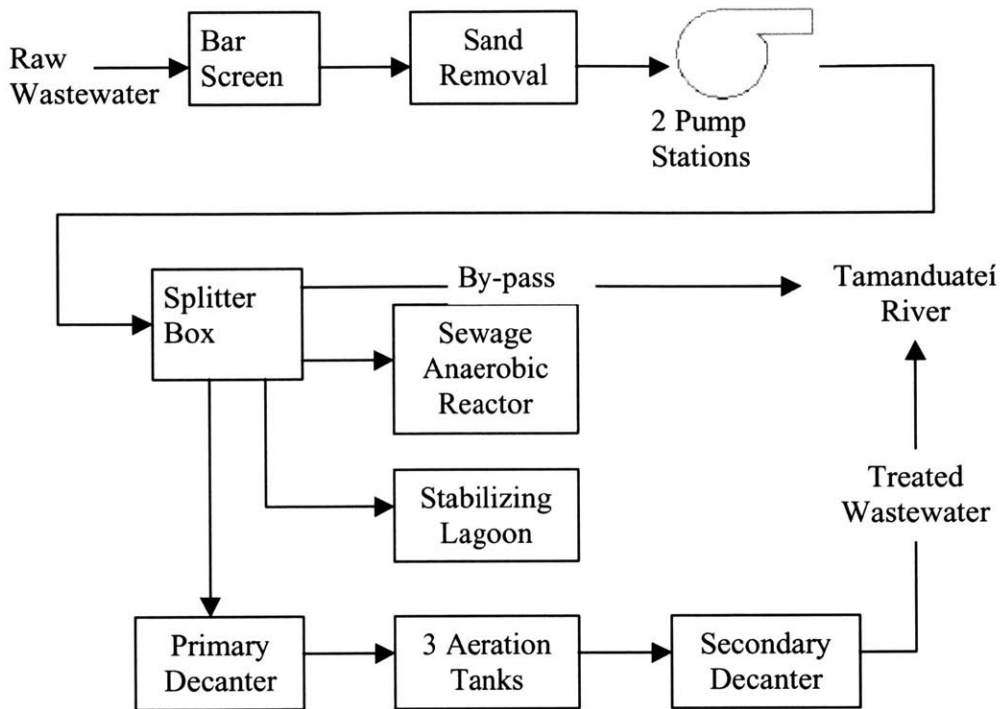 Raw
Wastewater
Bar
Screen
Sand
Removal
2 Pump
Stations
Splitter
Box
By-pass
Tamanduateí
River
Sewage
Anaerobic
Reactor
Stabilizing
Lagoon
Treated
Wastewater
Primary
Decanter
3 Aeration
Tanks
Secondary
Decanter